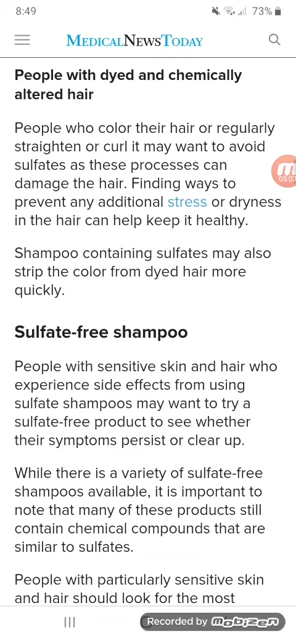 8:49
73%
MEDICALNEWSTODAY
People with dyed and chemically
altered hair
People who color their hair or regularly
straighten or curl it may want to avoid
sulfates as these processes can
damage the hair. Finding ways to
prevent any additional stress or dryness
in the hair can help keep it healthy.
Shampoo containing sulfates may also
strip the color from dyed hair more
quickly.
Sulfate-free shampoo
People with sensitive skin and hair who
experience side effects from using
sulfate shampoos may want to try a
sulfate-free product to see whether
their symptoms persist or clear up.
While there is a variety of sulfate-free
shampoos available, it is important to
note that many of these products still
contain chemical compounds that are
similar to sulfates.
People with particularly sensitive skin
and hair should look for the most
Recorded by mobizen